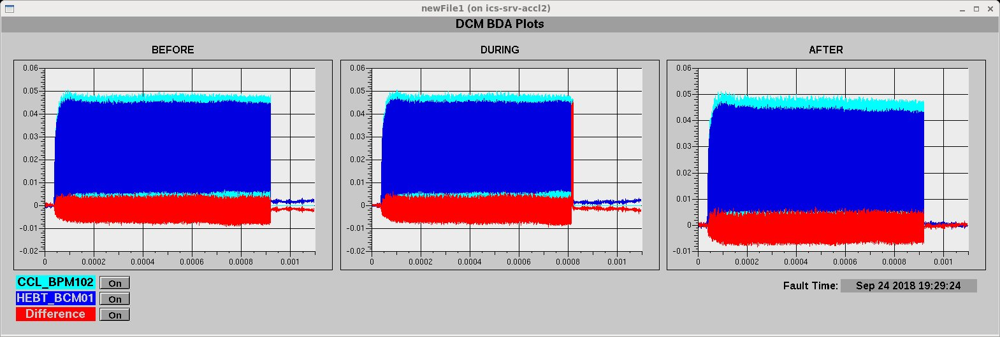 newFile1 (on ics-srv-accl2)
DCM BDA Plots
BEFORE
0.06
0.05
0.04
0.03
0.02
0.01
0
-0.01
-0.02
0 0.0002 0.0004 0.0006 0.0008 0.001
DURING
0.06
0.05
0.04
0.03
0.02
0.01
0
-0.01
-0.02
0 0.0002 0.0004 0.0006 0.0008 0.001
AFTER
0.06
0.05
0.04
0.03
0.02
0.01
0
-0.01
0 0.0002 0.0004 0.0006 0.0008 0.001
CCL_BPM102 On
HEBT_BCM01 On
Difference On
Fault Time: Sep 24 2018 19:29:24